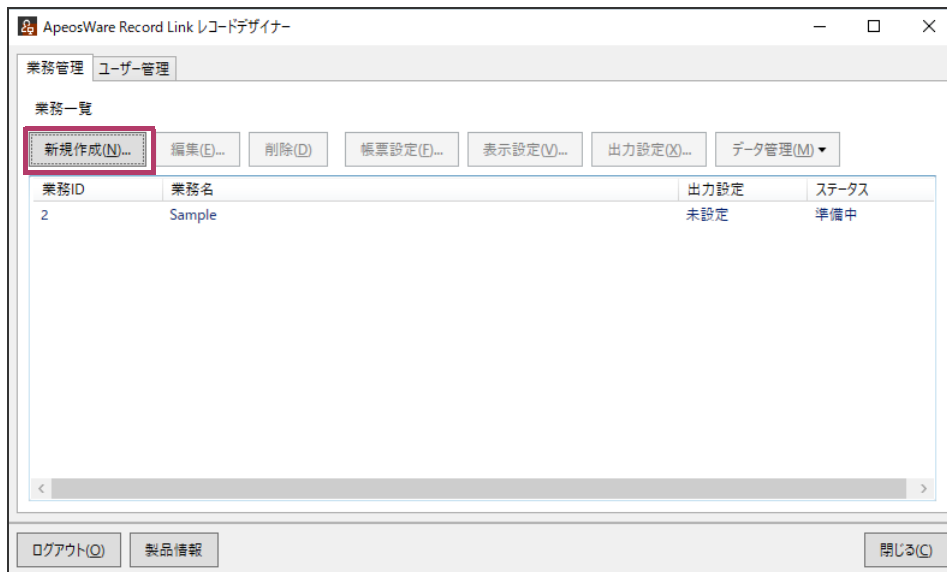 ApeosWare Record Link レコードデザイナー
業務管理 ユーザー管理
業務一覧
新規作成(N)... 編集(E)... 削除(D) 帳票設定(F)... 表示設定(V)... 出力設定(X)... データ管理(M)
業務ID 業務名 出力設定 ステータス
2 Sample 未設定 準備中
ログアウト(O) 製品情報 閉じる(C)